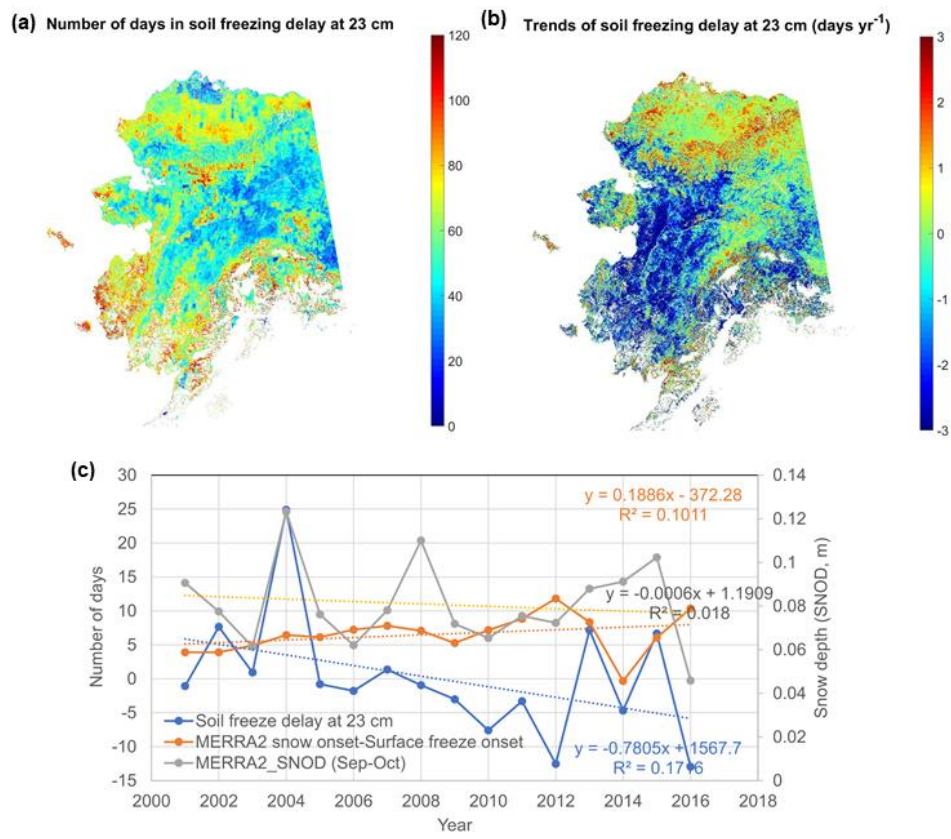 (a) Number of days in soil freezing delay at 23 cm
120
100
80
60
40
20
0
(b) Trends of soil freezing delay at 23 cm (days yr⁻¹)
3
2
1
0
-1
-2
-3
(c)
30
25
20
15
10
5
0
-5
-10
-15
Number of days
0.14
0.12
0.1
0.08
0.06
0.04
0.02
0
Snow depth (SNOD, m)
y = 0.1886x - 372.28
R² = 0.1011
y = -0.0006x + 1.1909
R² = 0.018
y = -0.7805x + 1567.7
R² = 0.1716
Soil freeze delay at 23 cm
MERRA2 snow onset-Surface freeze onset
MERRA2_SNOD (Sep-Oct)
2000 2002 2004 2006 2008 2010 2012 2014 2016 2018
Year